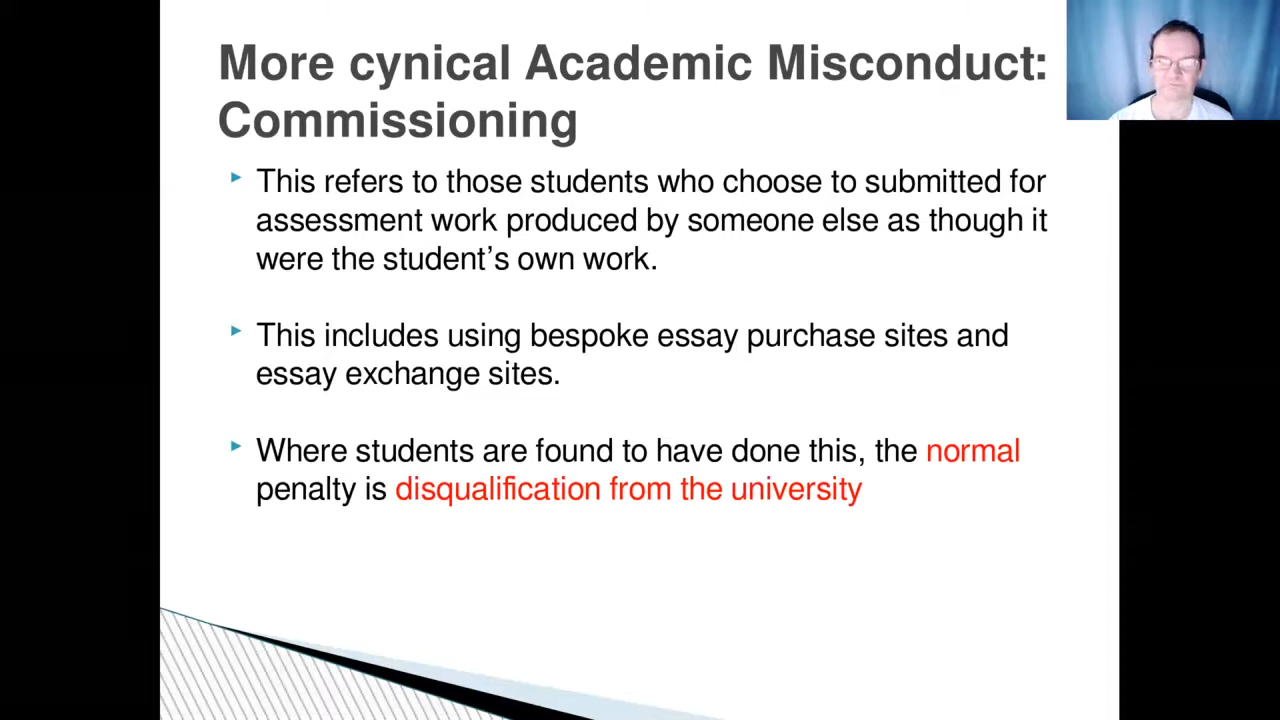 More cynical Academic Misconduct:
Commissioning
This refers to those students who choose to submitted for
assessment work produced by someone else as though it
were the student’s own work.
This includes using bespoke essay purchase sites and
essay exchange sites.
Where students are found to have done this, the normal
penalty is disqualification from the university